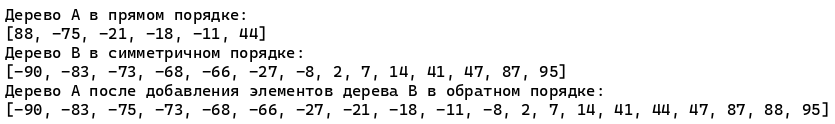 Дерево А в прямом порядке:
[88, -75, -21, -18, -11, 44]
Дерево В в симметричном порядке:
[-90, -83, -73, -68, -66, -27, -8, 2, 7, 14, 41, 47, 87, 95]
Дерево А после добавления элементов дерева В в обратном порядке:
[-90, -83, -75, -73, -68, -66, -27, -21, -18, -11, -8, 2, 7, 14, 41, 44, 47, 87, 88, 95]